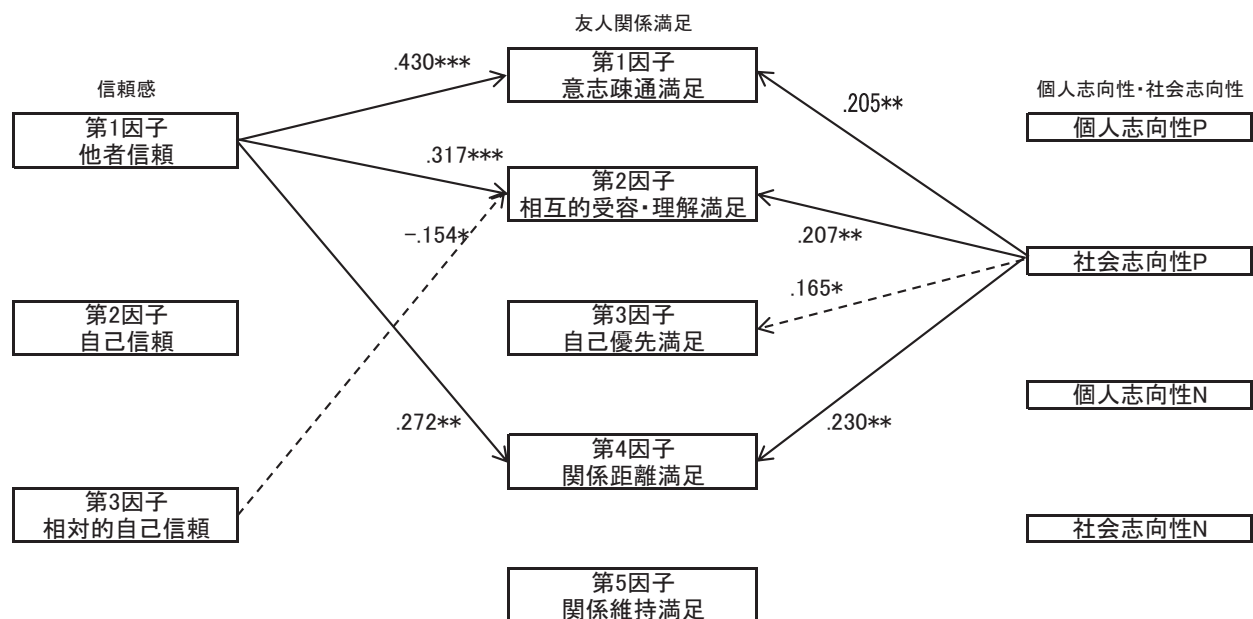 友人関係満足
信頼感
個人志向性・社会志向性
第1因子
他者信頼
第2因子
自己信頼
第3因子
相対的自己信頼
.430***
.317***
-.154*
.272**
第1因子
意志疎通満足
第2因子
相互的受容・理解満足
第3因子
自己優先満足
第4因子
関係距離満足
第5因子
関係維持満足
.205**
.207**
.165*
.230**
個人志向性P
社会志向性P
個人志向性N
社会志向性N